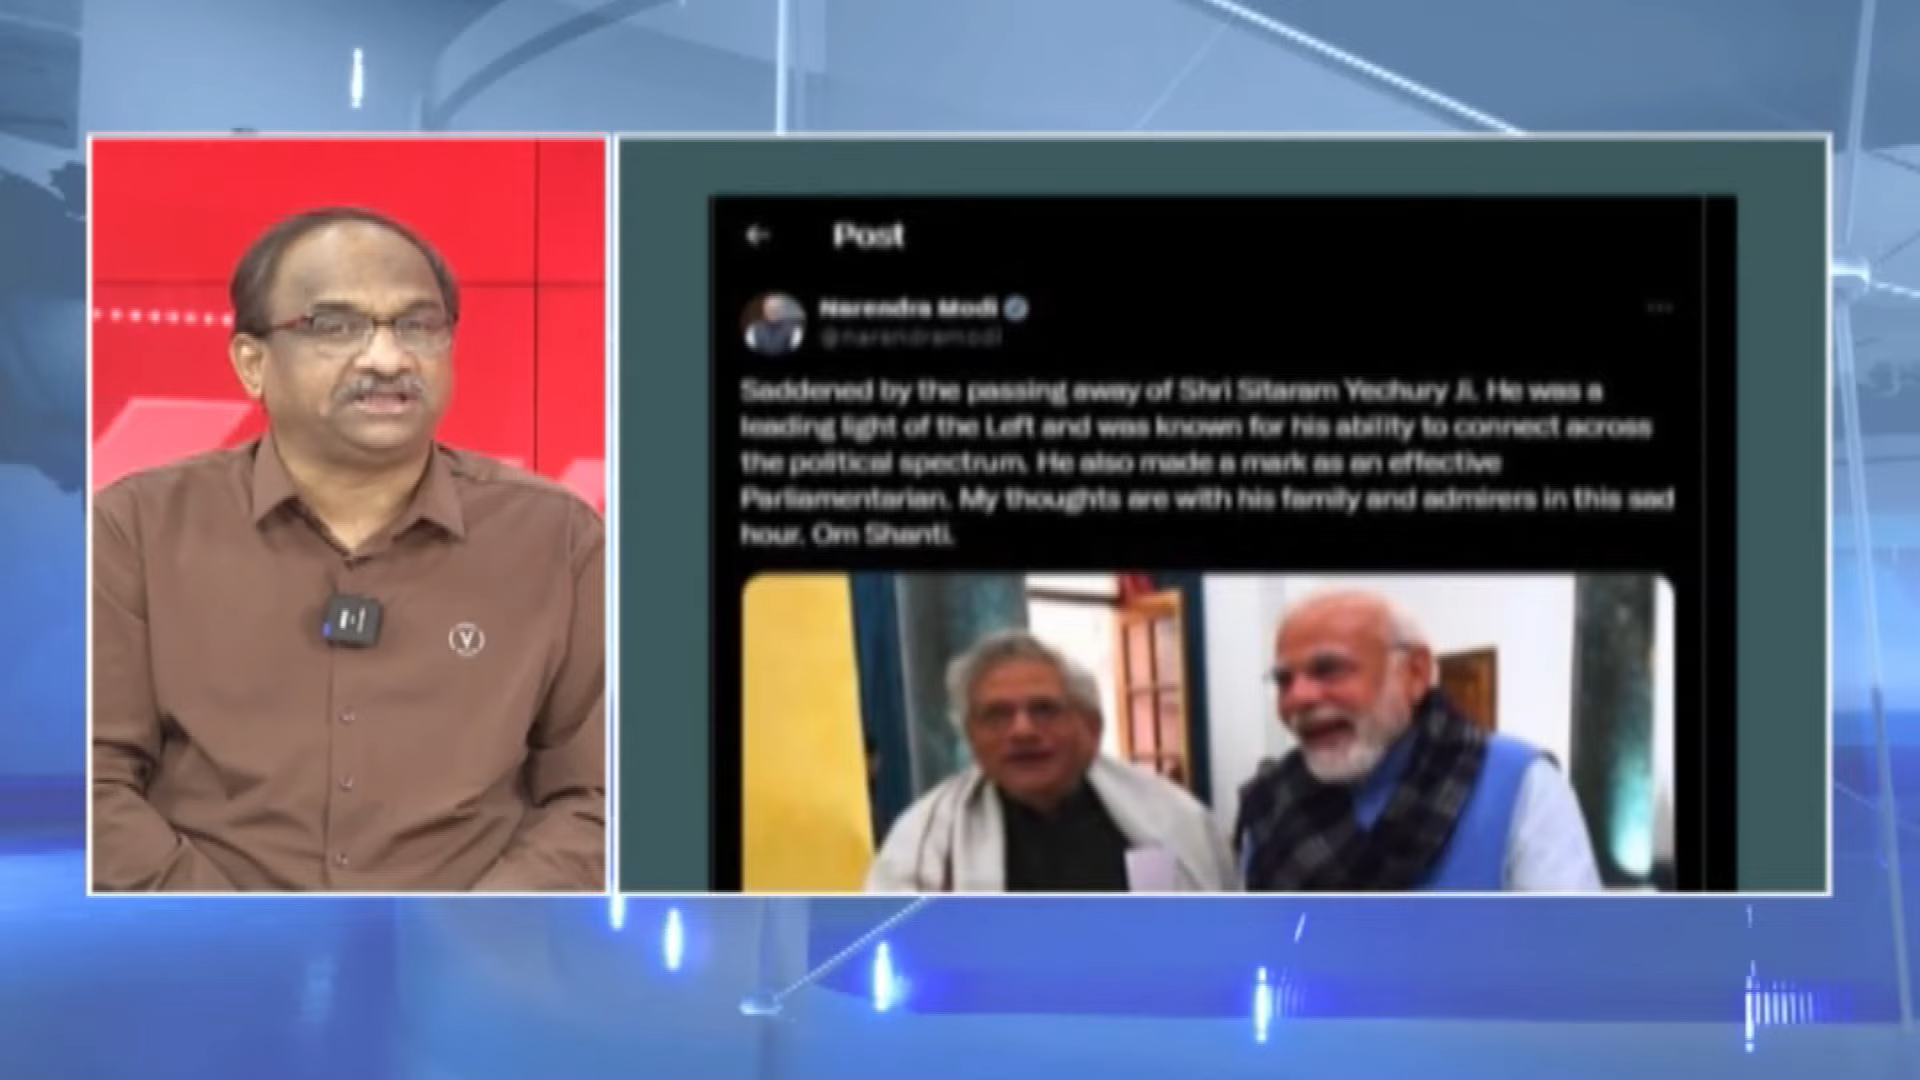 Post
Narendra Modi
@narendramodi
Saddened by the passing away of Shri Sitaram Yechury Ji. He was a
leading light of the Left and was known for his ability to connect across
the political spectrum. He also made a mark as an effective
Parliamentarian. My thoughts are with his family and admirers in this sad
hour. Om Shanti.
V